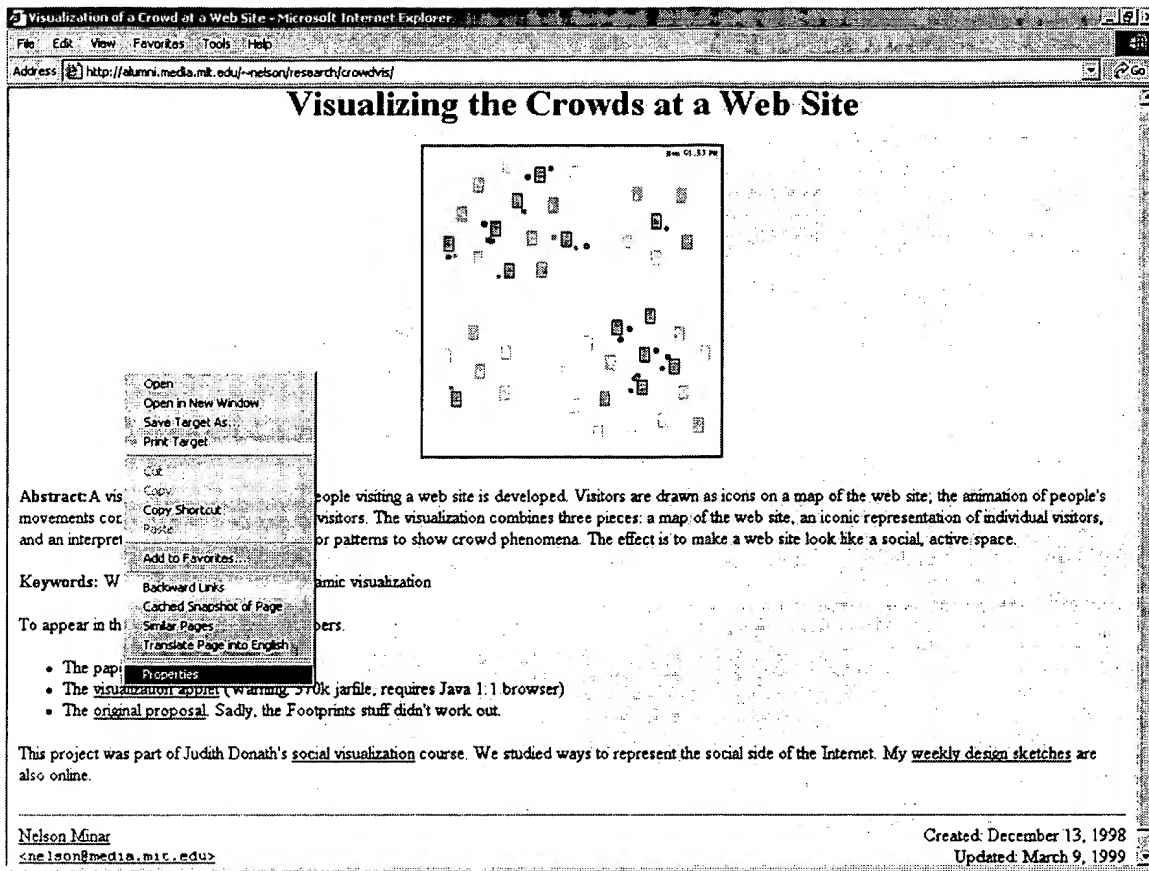 Visualization of a Crowd at a Web Site - Microsoft Internet Explorer
File Edit View Favorites Tools Help
Address http://alumni.media.mit.edu/~nelson/research/crowdvis/ Go
Visualizing the Crowds at a Web Site
Open
Open in New Window
Save Target As...
Print Target
Cut
Copy
Copy Shortcut
Paste
Add to Favorites...
Backward Links
Cached Snapshot of Page
Similar Pages
Translate Page into English
Properties
Abstract: A vis eople visiting a web site is developed. Visitors are drawn as icons on a map of the web site; the animation of people's
movements cor visitors. The visualization combines three pieces: a map of the web site, an iconic representation of individual visitors,
and an interpret or patterns to show crowd phenomena. The effect is to make a web site look like a social, active space.
Keywords: W amic visualization
To appear in th pers.
• The pap
• The visualization applet (Warning: 370k jarfile, requires Java 1.1 browser)
• The original proposal. Sadly, the Footprints stuff didn't work out.
This project was part of Judith Donath's social visualization course. We studied ways to represent the social side of the Internet. My weekly design sketches are
also online.
Nelson Minar Created: December 13, 1998
<nelson@media.mit.edu> Updated: March 9, 1999